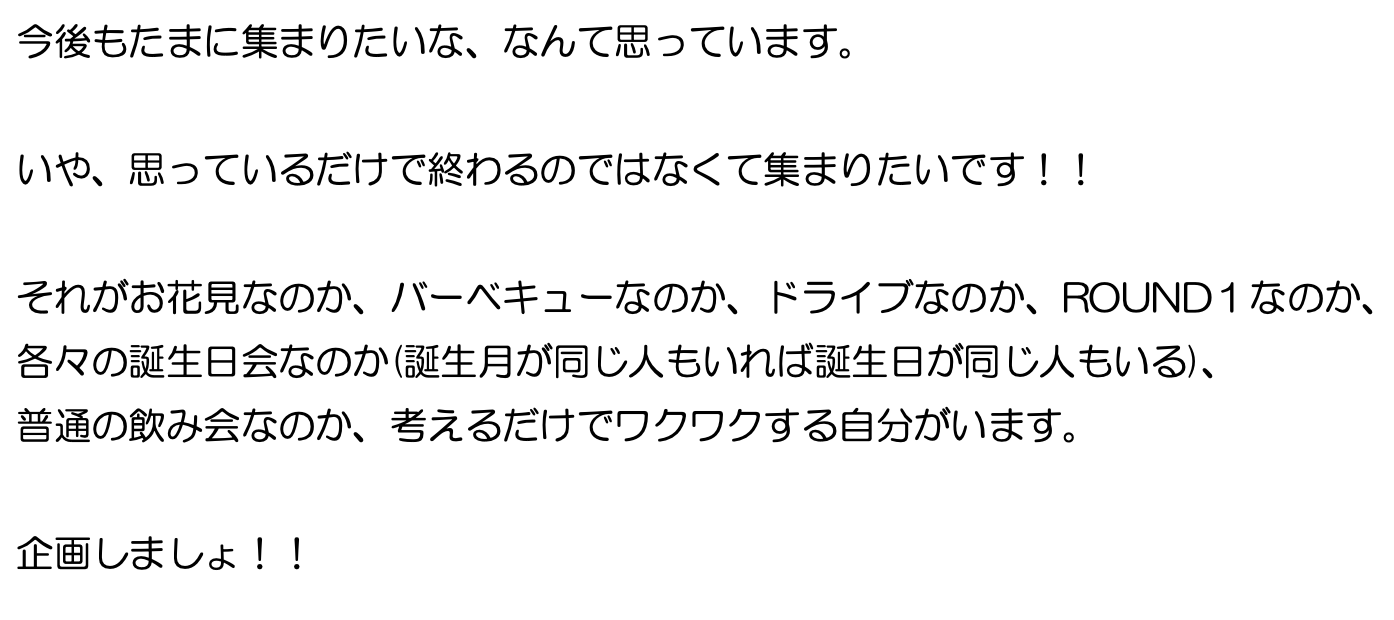 今後もたまに集まりたいな、なんて思っています。
いや、思っているだけで終わるのではなくて集まりたいです！！
それがお花見なのか、バーベキューなのか、ドライブなのか、ROUND１なのか、
各々の誕生日会なのか(誕生月が同じ人もいれば誕生日が同じ人もいる)、
普通の飲み会なのか、考えるだけでワクワクする自分がいます。
企画しましょ！！